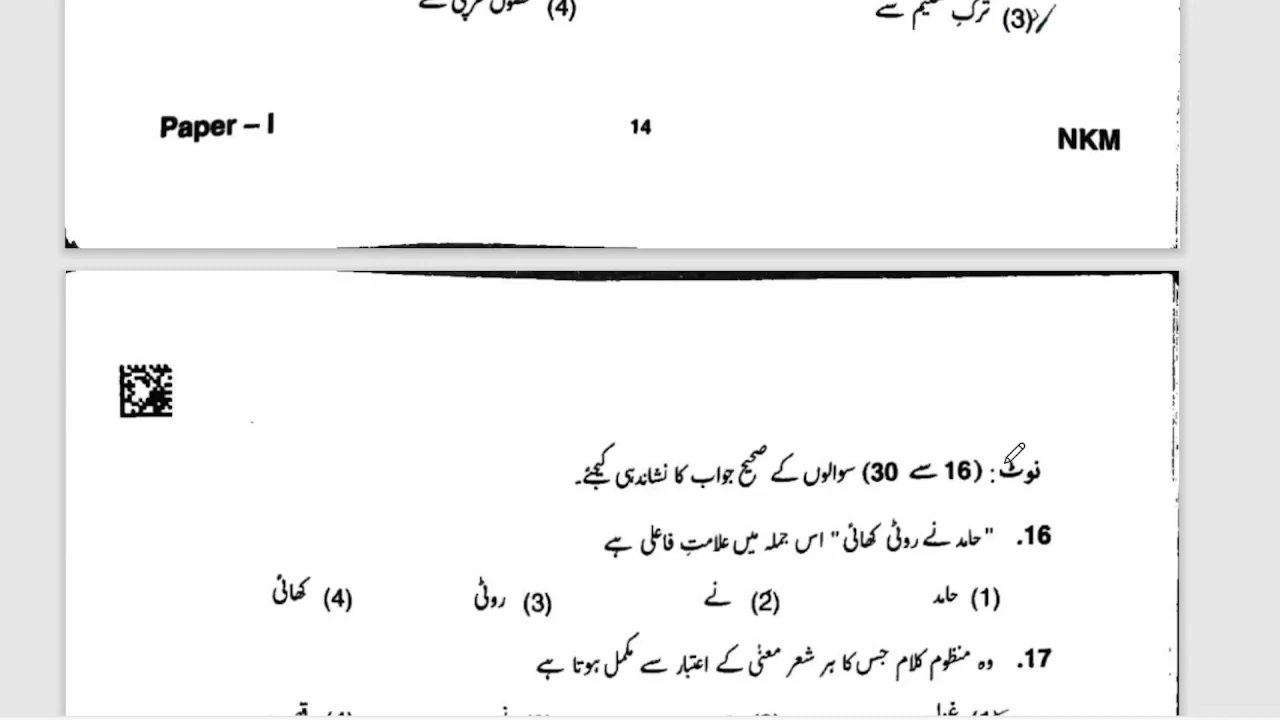 (3) ترکِ سے (4) سے
Paper – I 14 NKM
نوٹ: (16 سے 30) سوالوں کے صحیح جواب کا نشاندہی کیجئے۔
16. "حامد نے روٹی کھائی" اس جملہ میں علامتِ فاعلی ہے
(1) حامد (2) نے (3) روٹی (4) کھائی
17. وہ منظوم کلام جس کا ہر شعر معنیٰ کے اعتبار سے مکمل ہوتا ہے